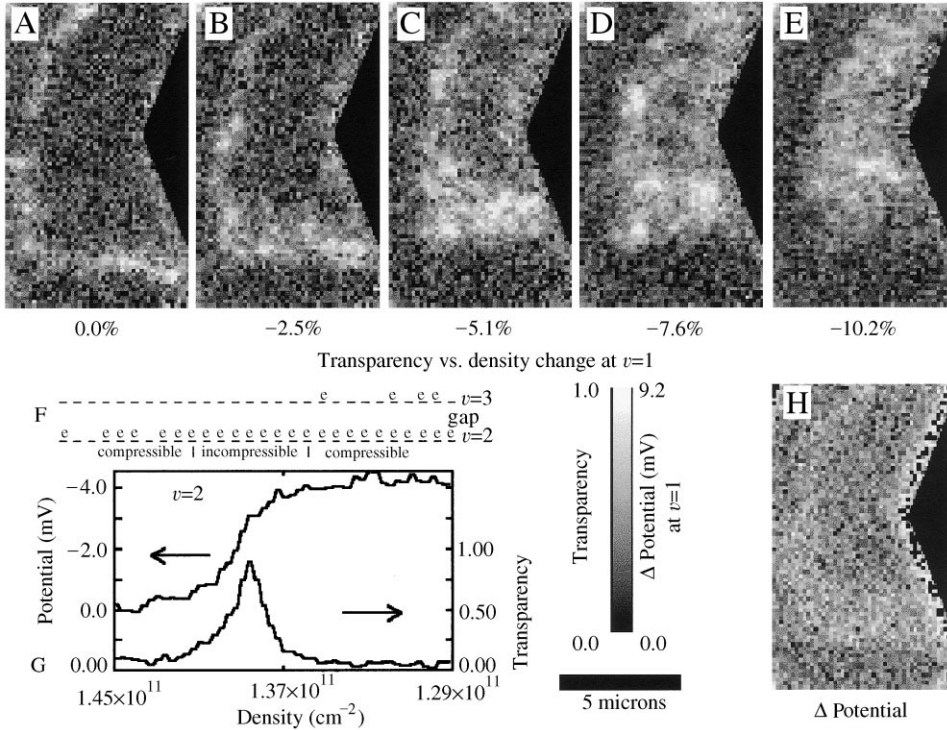 A B C D E
0.0% −2.5% −5.1% −7.6% −10.2%
Transparency vs. density change at ν=1
F
e e e e ν=3
gap
e e e e e e e e e e e e e e e e e e e e e e e e e ν=2
compressible | incompressible | compressible
ν=2
Potential (mV)
−4.0
−2.0
0.0
1.00
0.50
0.00
Transparency
G 0.00
1.45×10¹¹ 1.37×10¹¹ 1.29×10¹¹
Density (cm⁻²)
1.0 9.2
Transparency
Δ Potential (mV)
at ν=1
0.0 0.0
5 microns
H
Δ Potential